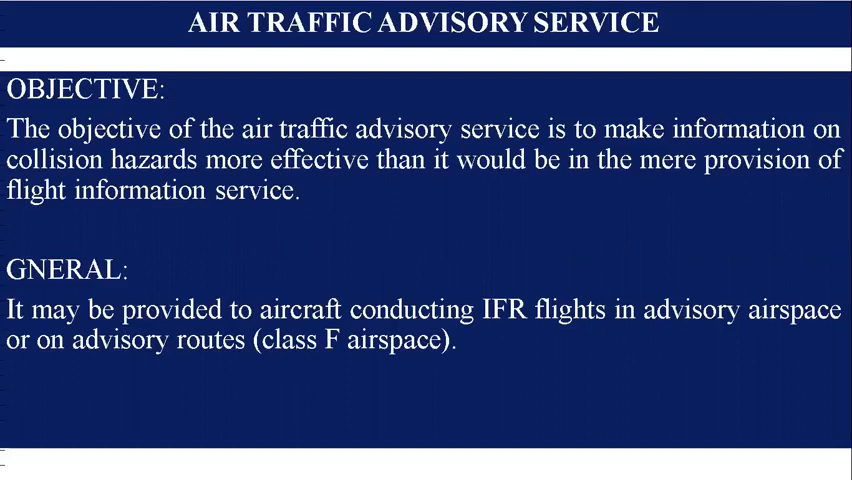 AIR TRAFFIC ADVISORY SERVICE
OBJECTIVE:
The objective of the air traffic advisory service is to make information on
collision hazards more effective than it would be in the mere provision of
flight information service.
GNERAL:
It may be provided to aircraft conducting IFR flights in advisory airspace
or on advisory routes (class F airspace).